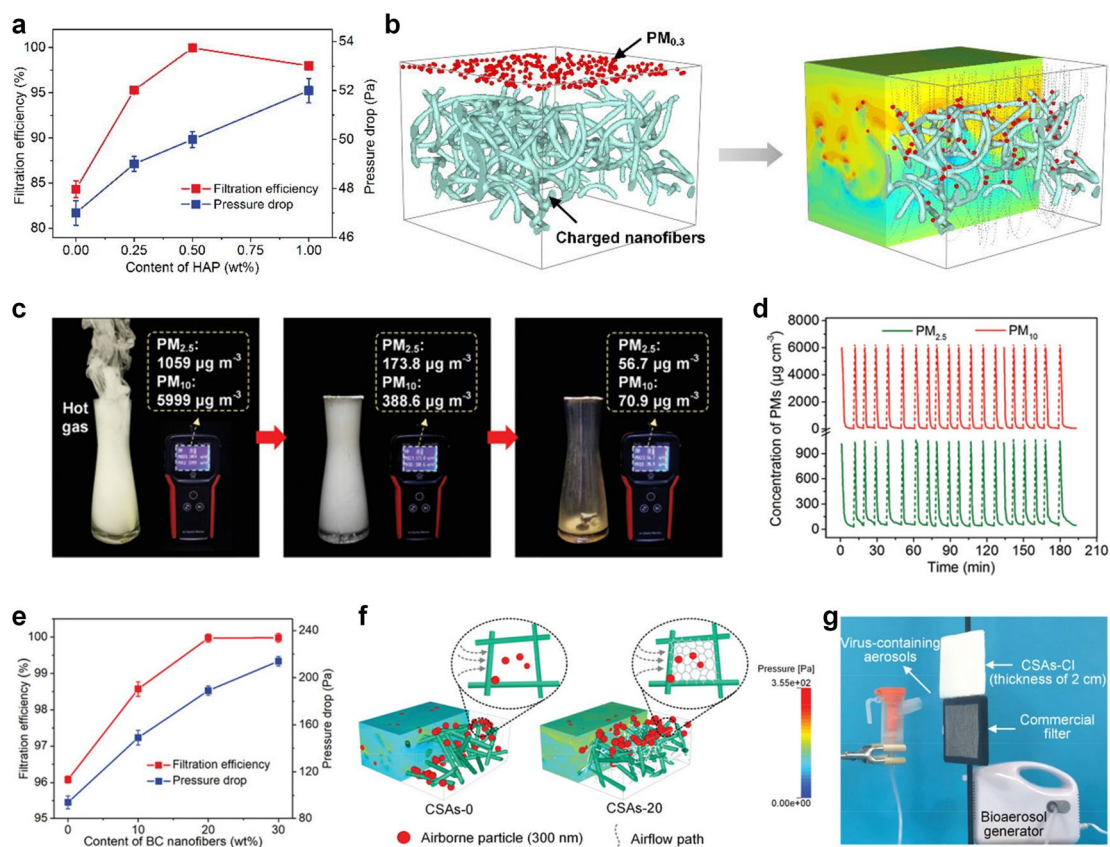 a
100
95
90
85
80
Filtration efficiency (%)
54
52
50
48
46
Pressure drop (Pa)
Filtration efficiency
Pressure drop
0.00 0.25 0.50 0.75 1.00
Content of HAP (wt%)
b
PM0.3
Charged nanofibers
c
Hot
gas
PM2.5:
1059 µg m-3
PM10:
5999 µg m-3
PM2.5:
173.8 µg m-3
PM10:
388.6 µg m-3
PM2.5:
56.7 µg m-3
PM10:
70.9 µg m-3
d
PM2.5 PM10
8000
6000
4000
2000
0
900
600
300
0
Concentration of PMs (µg cm-3)
0 30 60 90 120 150 180 210
Time (min)
e
100
99
98
97
96
95
Filtration efficiency (%)
240
210
180
150
120
90
80
Pressure drop (Pa)
Filtration efficiency
Pressure drop
0 10 20 30
Content of BC nanofibers (wt%)
f
CSAs-0
CSAs-20
Airborne particle (300 nm)
Airflow path
Pressure [Pa]
3.55e+02
0.00e+00
g
Virus-containing
aerosols
CSAs-CI
(thickness of 2 cm)
Commercial
filter
Bioaerosol
generator